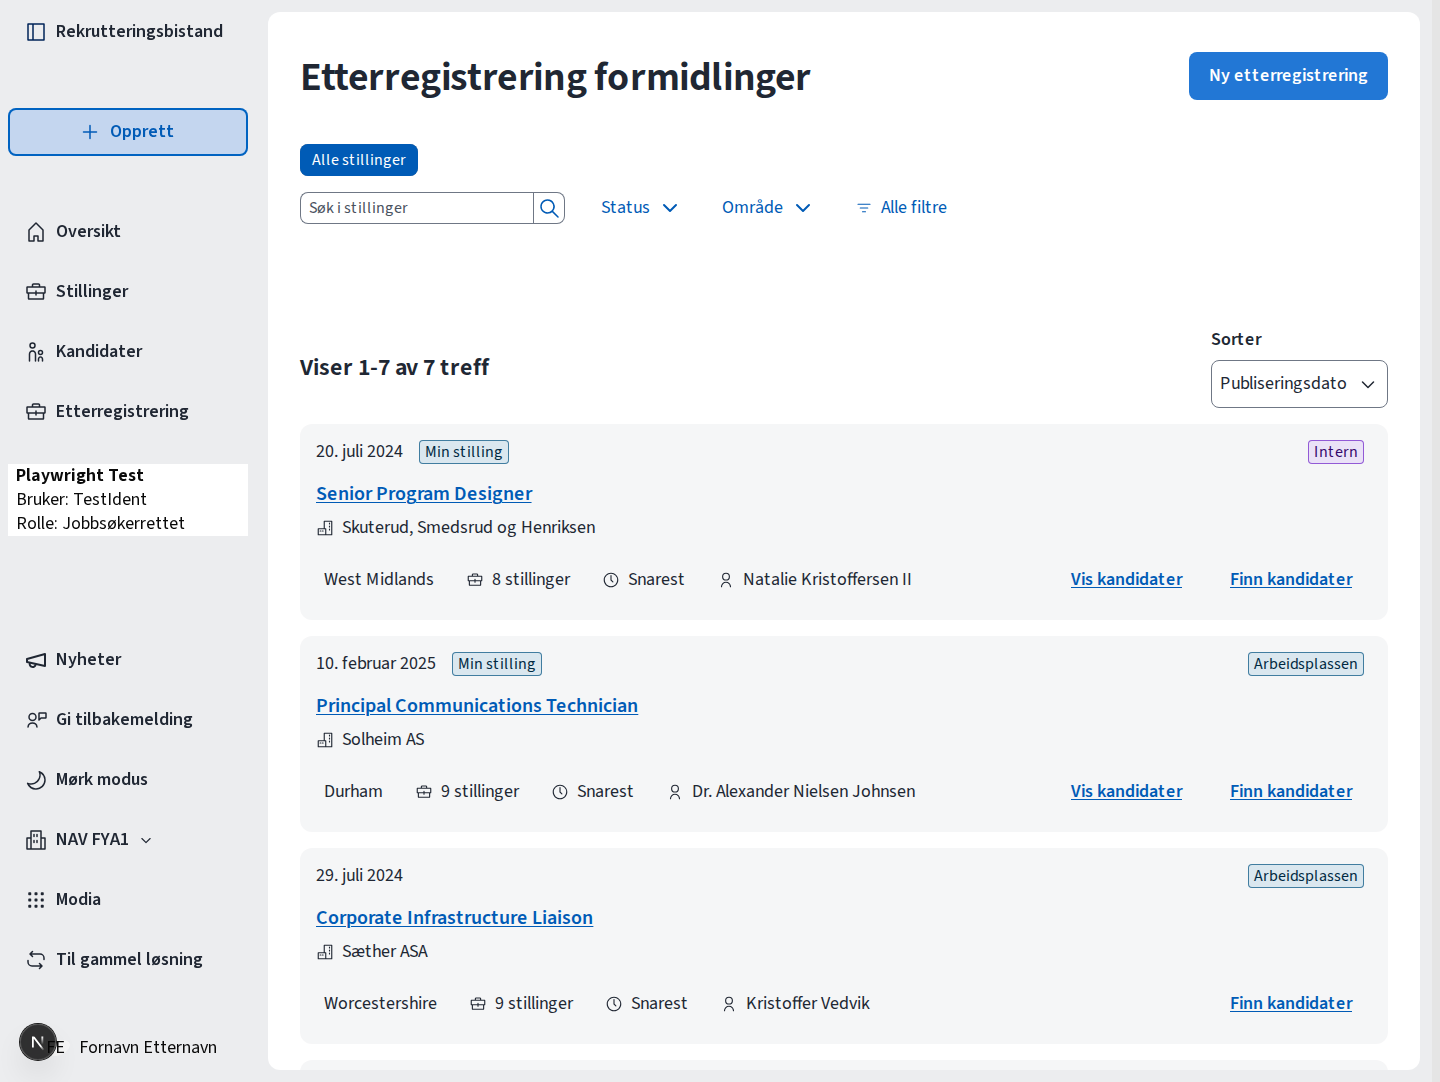 Rekrutteringsbistand
Opprett
Oversikt
Stillinger
Kandidater
Etterregistrering
Playwright Test
Bruker: TestIdent
Rolle: Jobbsøkerrettet
Nyheter
Gi tilbakemelding
Mørk modus
NAV FYA1
Modia
Til gammel løsning
N FE Fornavn Etternavn
Etterregistrering formidlinger
Ny etterregistrering
Alle stillinger
Søk i stillinger
Status
Område
Alle filtre
Viser 1-7 av 7 treff
Sorter
Publiseringsdato
20. juli 2024 Min stilling Intern
Senior Program Designer
Skuterud, Smedsrud og Henriksen
West Midlands 8 stillinger Snarest Natalie Kristoffersen II Vis kandidater Finn kandidater
10. februar 2025 Min stilling Arbeidsplassen
Principal Communications Technician
Solheim AS
Durham 9 stillinger Snarest Dr. Alexander Nielsen Johnsen Vis kandidater Finn kandidater
29. juli 2024 Arbeidsplassen
Corporate Infrastructure Liaison
Sæther ASA
Worcestershire 9 stillinger Snarest Kristoffer Vedvik Finn kandidater